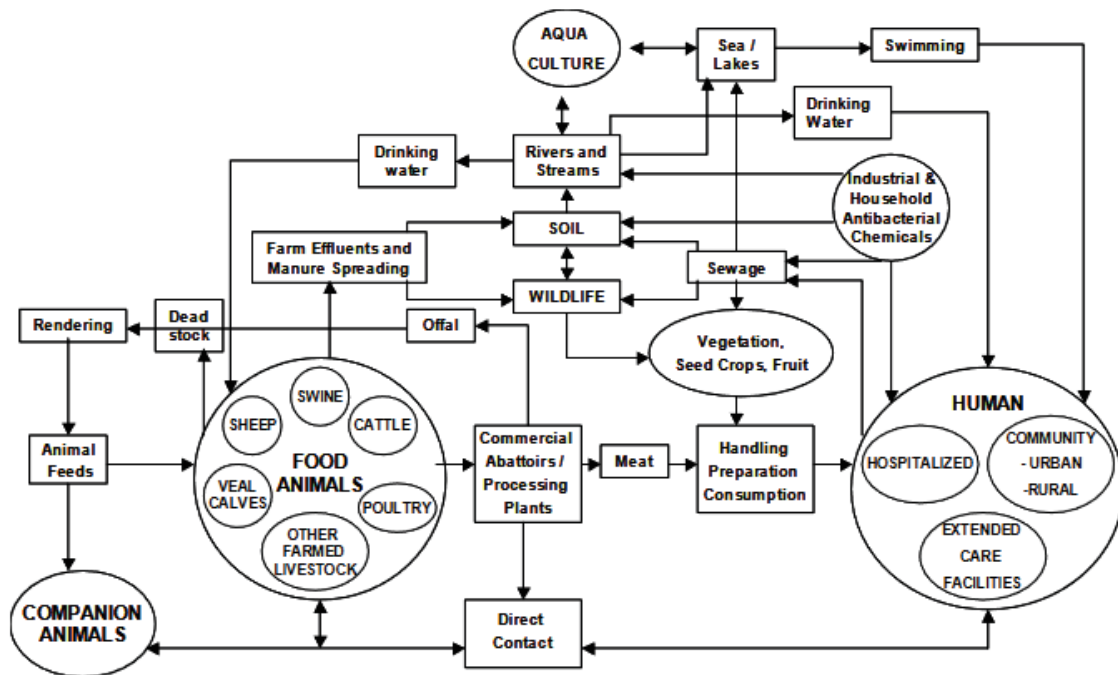 AQUA
CULTURE
Sea /
Lakes
Swimming
Drinking
Water
Drinking
water
Rivers and
Streams
Industrial &
Household
Antibacterial
Chemicals
SOIL
Farm Effluents and
Manure Spreading
Sewage
WILDLIFE
Rendering
Dead
stock
Offal
Vegetation,
Seed Crops, Fruit
SWINE
SHEEP
CATTLE
HUMAN
Animal
Feeds
FOOD
ANIMALS
Commercial
Abattoirs /
Processing
Plants
Meat
Handling
Preparation
Consumption
HOSPITALIZED
COMMUNITY
- URBAN
-RURAL
VEAL
CALVES
POULTRY
OTHER
FARMED
LIVESTOCK
EXTENDED
CARE
FACILITIES
COMPANION
ANIMALS
Direct
Contact